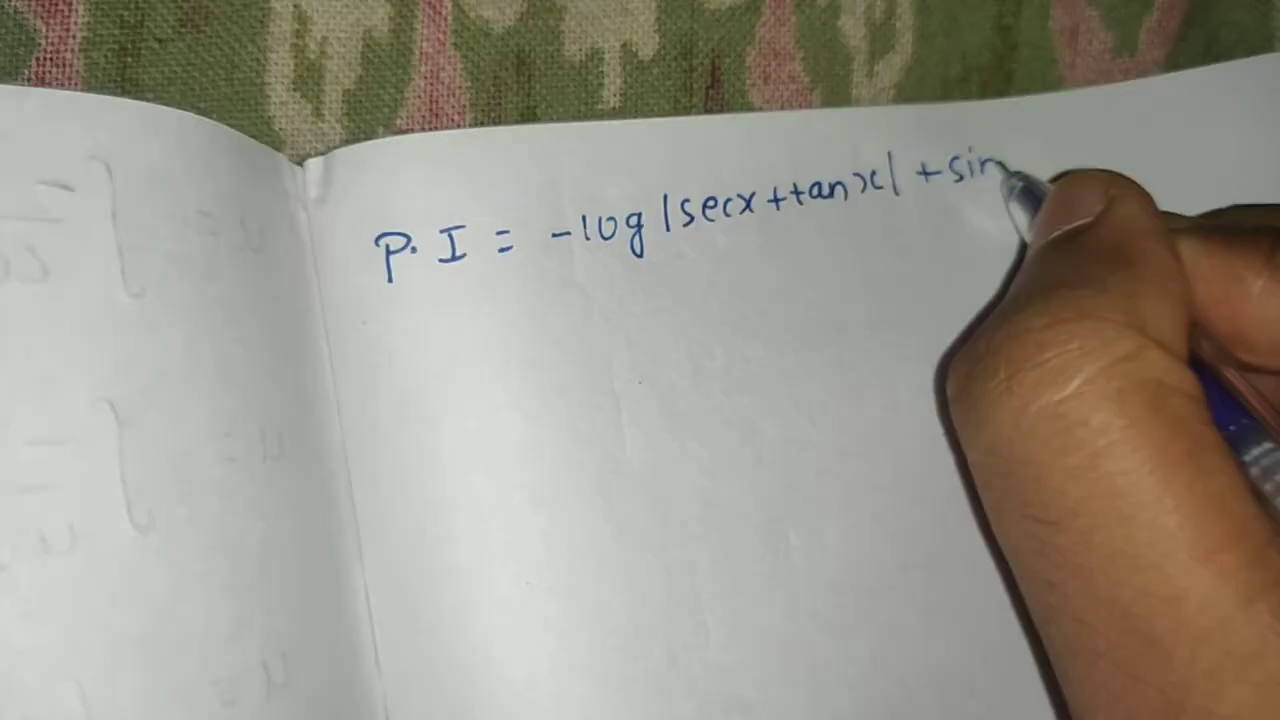 P.I = -log|secx+tanx| + sin